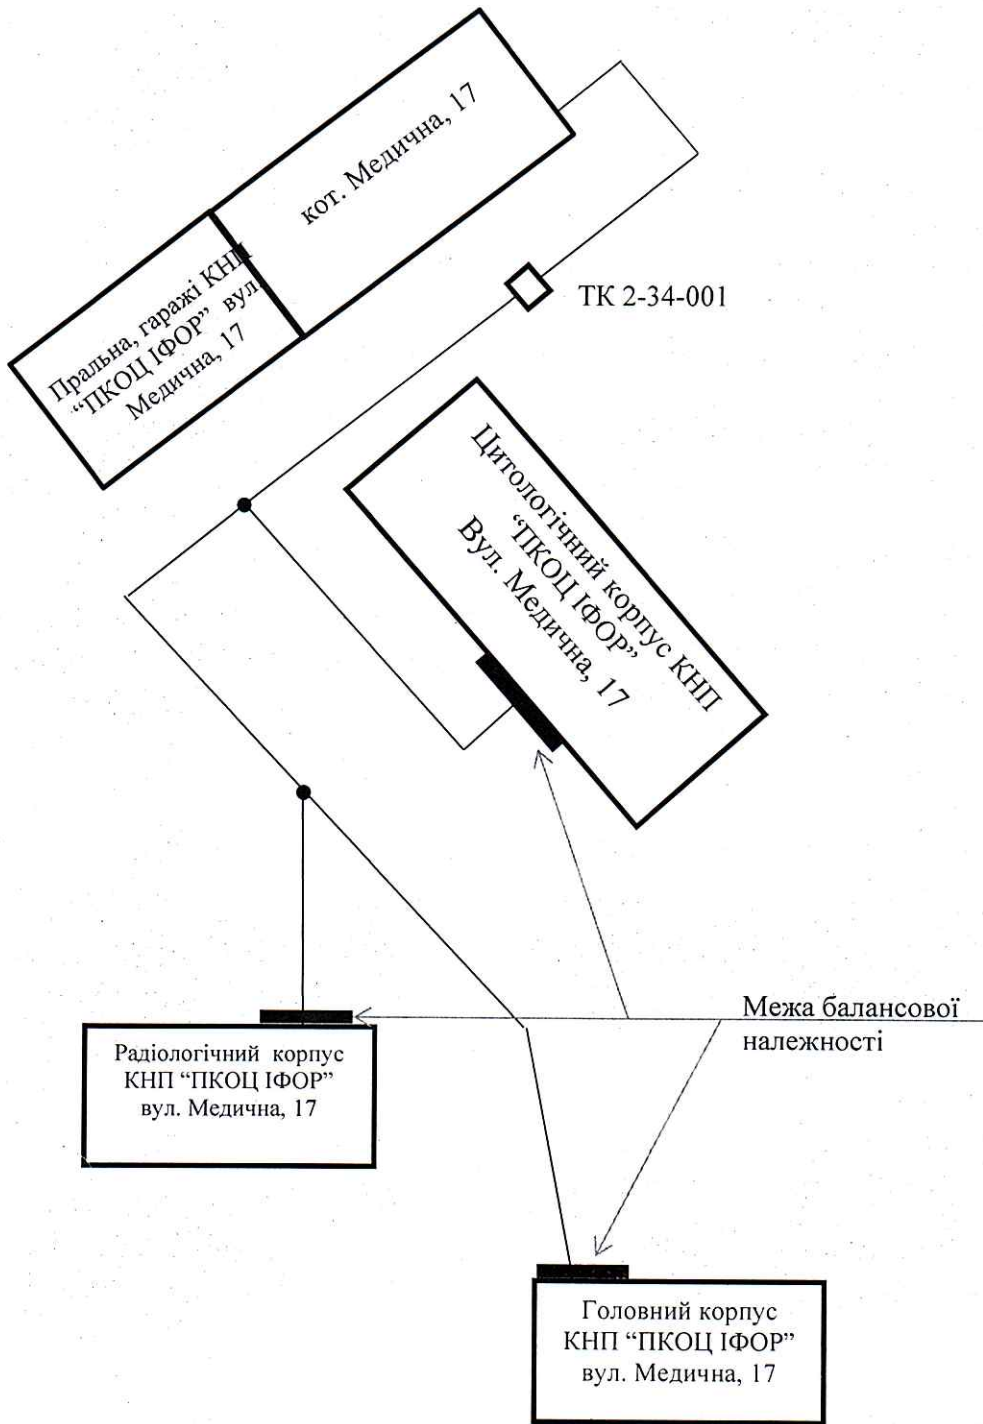 кот. Медична, 17
Пральна, гаражі КНП
“ПКОЦ ІФОР” вул.
Медична, 17
ТК 2-34-001
Цитологічний корпус КНП
“ПКОЦ ІФОР”
Вул. Медична, 17
Межа балансової
належності
Радіологічний корпус
КНП “ПКОЦ ІФОР”
вул. Медична, 17
Головний корпус
КНП “ПКОЦ ІФОР”
вул. Медична, 17